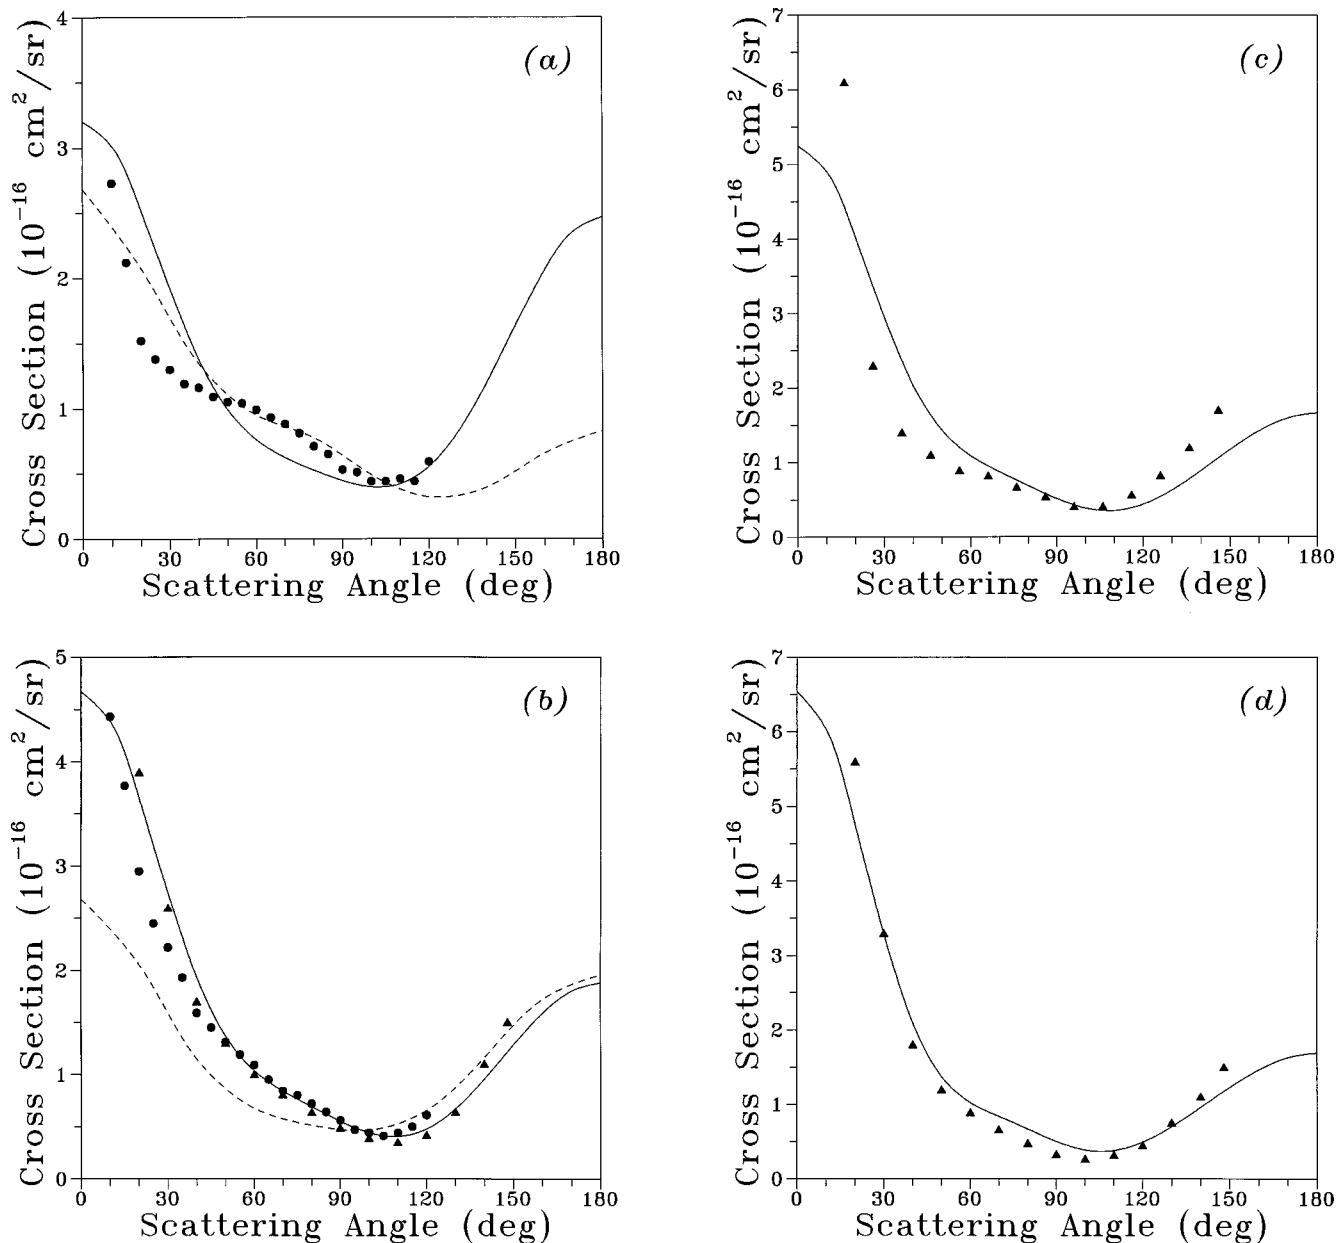 (a)
Cross Section (10⁻¹⁶ cm²/sr)
4
3
2
1
0
0 30 60 90 120 150 180
Scattering Angle (deg)
(c)
Cross Section (10⁻¹⁶ cm²/sr)
7
6
5
4
3
2
1
0
0 30 60 90 120 150 180
Scattering Angle (deg)
(b)
Cross Section (10⁻¹⁶ cm²/sr)
5
4
3
2
1
0
0 30 60 90 120 150 180
Scattering Angle (deg)
(d)
Cross Section (10⁻¹⁶ cm²/sr)
7
6
5
4
3
2
1
0
0 30 60 90 120 150 180
Scattering Angle (deg)